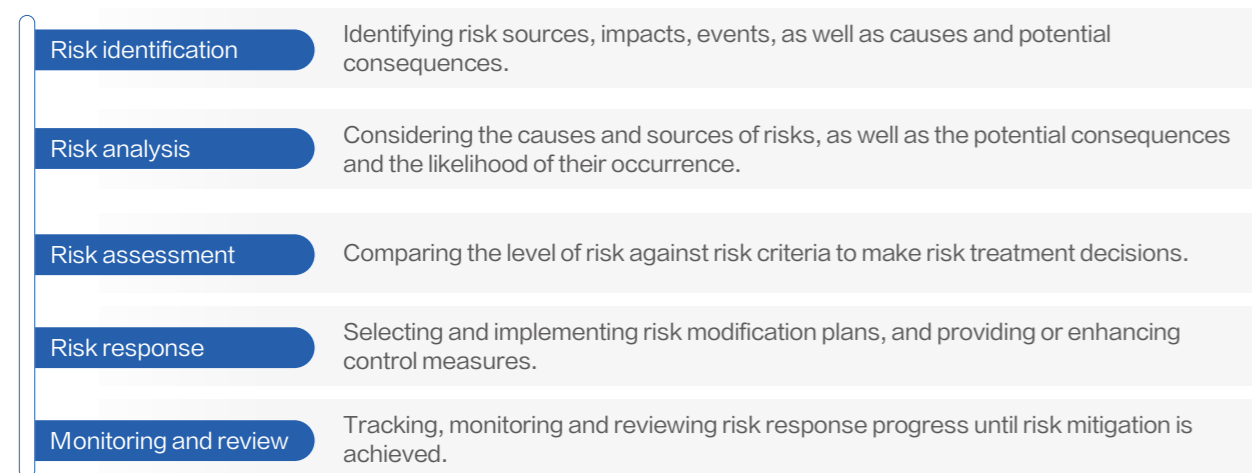 Risk identification
Identifying risk sources, impacts, events, as well as causes and potential
consequences.
Risk analysis
Considering the causes and sources of risks, as well as the potential consequences
and the likelihood of their occurrence.
Risk assessment
Comparing the level of risk against risk criteria to make risk treatment decisions.
Risk response
Selecting and implementing risk modification plans, and providing or enhancing
control measures.
Monitoring and review
Tracking, monitoring and reviewing risk response progress until risk mitigation is
achieved.